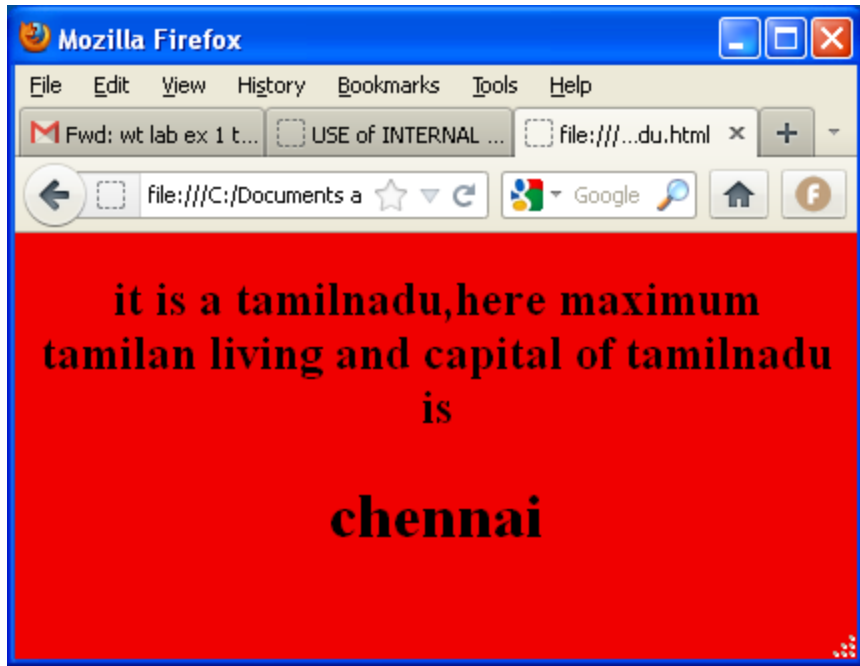 Mozilla Firefox
File Edit View History Bookmarks Tools Help
Fwd: wt lab ex 1 t... USE of INTERNAL ... file:///...du.html
file:///C:/Documents a Google
it is a tamilnadu,here maximum
tamilan living and capital of tamilnadu
is
chennai